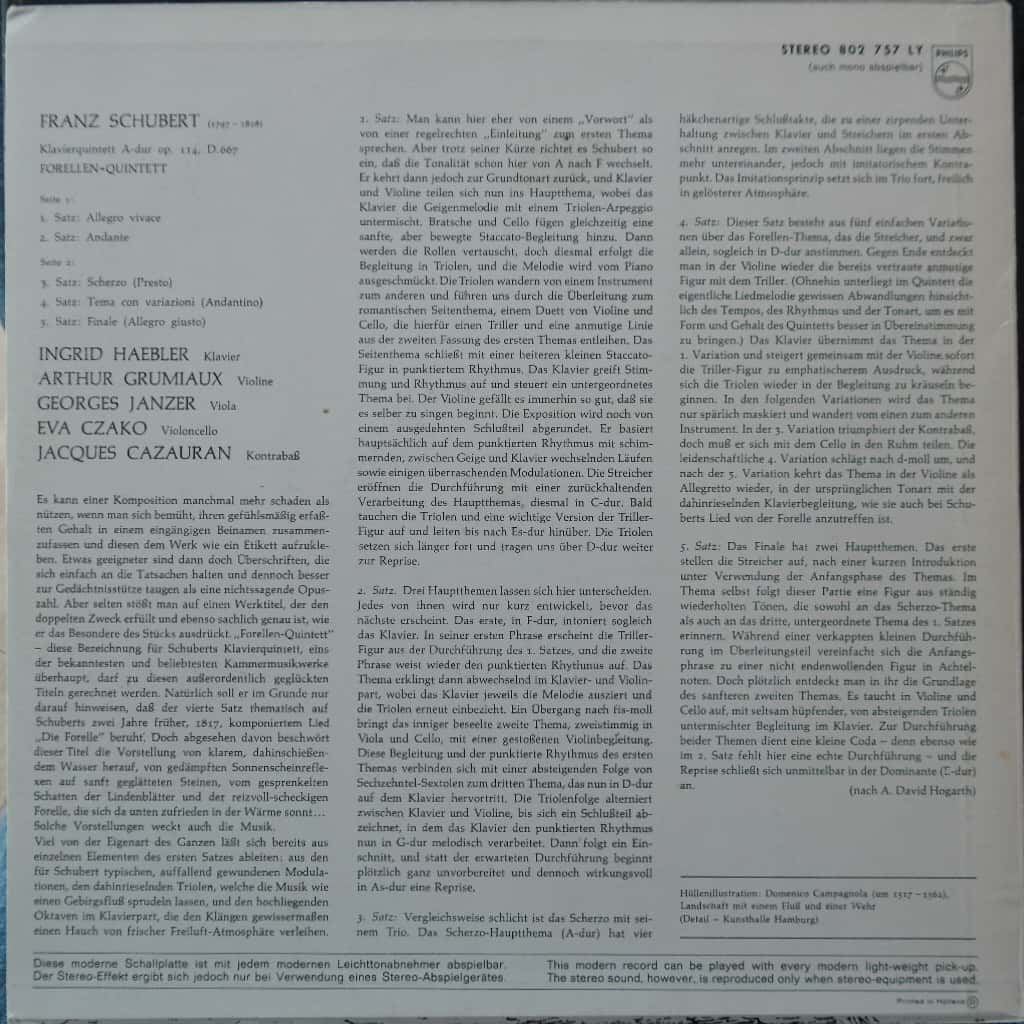 STEREO 802 757 LY
(auch mono abspielbar)
PHILIPS
FRANZ SCHUBERT (1797 – 1828)
Klavierquintett A-dur op. 114, D.667
FORELLEN-QUINTETT
Seite 1:
1. Satz: Allegro vivace
2. Satz: Andante
Seite 2:
3. Satz: Scherzo (Presto)
4. Satz: Tema con variazioni (Andantino)
5. Satz: Finale (Allegro giusto)
INGRID HAEBLER Klavier
ARTHUR GRUMIAUX Violine
GEORGES JANZER Viola
EVA CZAKO Violoncello
JACQUES CAZAURAN Kontrabaß
Es kann einer Komposition manchmal mehr schaden als
nützen, wenn man sich bemüht, ihren gefühlsmäßig erfaß-
ten Gehalt in einem eingängigen Beinamen zusammen-
zufassen und diesen dem Werk wie ein Etikett aufzukle-
ben. Etwas geeigneter sind dann doch Überschriften, die
sich einfach an die Tatsachen halten und dennoch besser
zur Gedächtnisstütze taugen als eine nichtssagende Opus-
zahl. Aber selten stößt man auf einen Werktitel, der den
doppelten Zweck erfüllt und ebenso sachlich genau ist, wie
er das Besondere des Stücks ausdrückt. „Forellen-Quintett"
– diese Bezeichnung für Schuberts Klavierquintett, eins
der bekanntesten und beliebtesten Kammermusikwerke
überhaupt, darf zu diesen außerordentlich geglückten
Titeln gerechnet werden. Natürlich soll er im Grunde nur
darauf hinweisen, daß der vierte Satz thematisch auf
Schuberts zwei Jahre früher, 1817, komponiertem Lied
„Die Forelle" beruht. Doch abgesehen davon beschwört
dieser Titel die Vorstellung von klarem, dahinschießen-
dem Wasser herauf, von gedämpften Sonnenscheinrefle-
xen auf sanft geglätteten Steinen, vom gesprenkelten
Schatten der Lindenblätter und der reizvoll-scheckigen
Forelle, die sich da unten zufrieden in der Wärme sonnt...
Solche Vorstellungen weckt auch die Musik.
Viel von der Eigenart des Ganzen läßt sich bereits aus
einzelnen Elementen des ersten Satzes ableiten: aus den
für Schubert typischen, auffallend gewundenen Modula-
tionen, den dahinrieselnden Triolen, welche die Musik wie
einen Gebirgsfluß sprudeln lassen, und den hochliegenden
Oktaven im Klavierpart, die den Klängen gewissermaßen
einen Hauch von frischer Freiluft-Atmosphäre verleihen.
1. Satz: Man kann hier eher von einem „Vorwort" als
von einer regelrechten „Einleitung" zum ersten Thema
sprechen. Aber trotz seiner Kürze richtet es Schubert so
ein, daß die Tonalität schon hier von A nach F wechselt.
Er kehrt dann jedoch zur Grundtonart zurück, und Klavier
und Violine teilen sich nun ins Hauptthema, wobei das
Klavier die Geigenmelodie mit einem Triolen-Arpeggio
untermischt. Bratsche und Cello fügen gleichzeitig eine
sanfte, aber bewegte Staccato-Begleitung hinzu. Dann
werden die Rollen vertauscht, doch diesmal erfolgt die
Begleitung in Triolen, und die Melodie wird vom Piano
ausgeschmückt. Die Triolen wandern von einem Instrument
zum anderen und führen uns durch die Überleitung zum
romantischen Seitenthema, einem Duett von Violine und
Cello, die hierfür einen Triller und eine anmutige Linie
aus der zweiten Fassung des ersten Themas entleihen. Das
Seitenthema schließt mit einer heiteren kleinen Staccato-
Figur in punktiertem Rhythmus. Das Klavier greift Stim-
mung und Rhythmus auf und steuert ein untergeordnetes
Thema bei. Der Violine gefällt es immerhin so gut, daß sie
es selber zu singen beginnt. Die Exposition wird noch von
einem ausgedehnten Schlußteil abgerundet. Er basiert
hauptsächlich auf dem punktierten Rhythmus mit schim-
mernden, zwischen Geige und Klavier wechselnden Läufen
sowie einigen überraschenden Modulationen. Die Streicher
eröffnen die Durchführung mit einer zurückhaltenden
Verarbeitung des Hauptthemas, diesmal in C-dur. Bald
tauchen die Triolen und eine wichtige Version der Triller-
Figur auf und leiten bis nach Es-dur hinüber. Die Triolen
setzen sich länger fort und tragen uns über D-dur weiter
zur Reprise.
2. Satz. Drei Hauptthemen lassen sich hier unterscheiden.
Jedes von ihnen wird nur kurz entwickelt, bevor das
nächste erscheint. Das erste, in F-dur, intoniert sogleich
das Klavier. In seiner ersten Phrase erscheint die Triller-
Figur aus der Durchführung des 1. Satzes, und die zweite
Phrase weist wieder den punktierten Rhythmus auf. Das
Thema erklingt dann abwechselnd im Klavier- und Violin-
part, wobei das Klavier jeweils die Melodie ausziert und
die Triolen erneut einbezicht. Ein Übergang nach fis-moll
bringt das inniger beseelte zweite Thema, zweistimmig in
Viola und Cello, mit einer gestoßenen Violinbegleitung.
Diese Begleitung und der punktierte Rhythmus des ersten
Themas verbinden sich mit einer absteigenden Folge von
Sechzehntel-Sextolen zum dritten Thema, das nun in D-dur
auf dem Klavier hervortritt. Die Triolenfolge alterniert
zwischen Klavier und Violine, bis sich ein Schlußteil ab-
zeichnet, in dem das Klavier den punktierten Rhythmus
nun in G-dur melodisch verarbeitet. Dann folgt ein Ein-
schnitt, und statt der erwarteten Durchführung beginnt
plötzlich ganz unvorbereitet und dennoch wirkungsvoll
in As-dur eine Reprise.
3. Satz: Vergleichsweise schlicht ist das Scherzo mit sei-
nem Trio. Das Scherzo-Hauptthema (A-dur) hat vier
häkchenartige Schlußtakte, die zu einer zirpenden Unter-
haltung zwischen Klavier und Streichern im ersten Ab-
schnitt anregen. Im zweiten Abschnitt liegen die Stimmen
mehr untereinander, jedoch mit imitatorischem Kontra-
punkt. Das Imitationsprinzip setzt sich im Trio fort, freilich
in gelösterer Atmosphäre.
4. Satz: Dieser Satz besteht aus fünf einfachen Variatio-
nen über das Forellen-Thema, das die Streicher, und zwar
allein, sogleich in D-dur anstimmen. Gegen Ende entdeckt
man in der Violine wieder die bereits vertraute anmutige
Figur mit dem Triller. (Ohnehin unterliegt im Quintett die
eigentliche Liedmelodie gewissen Abwandlungen hinsicht-
lich des Tempos, des Rhythmus und der Tonart, um es mit
Form und Gehalt des Quintetts besser in Übereinstimmung
zu bringen.) Das Klavier übernimmt das Thema in der
1. Variation und steigert gemeinsam mit der Violine sofort
die Triller-Figur zu emphatischerem Ausdruck, während
sich die Triolen wieder in der Begleitung zu kräuseln be-
ginnen. In den folgenden Variationen wird das Thema
nur spärlich maskiert und wandert vom einen zum anderen
Instrument. In der 3. Variation triumphiert der Kontrabaß,
doch muß er sich mit dem Cello in den Ruhm teilen. Die
leidenschaftliche 4. Variation schlägt nach d-moll um, und
nach der 5. Variation kehrt das Thema in der Violine als
Allegretto wieder, in der ursprünglichen Tonart mit der
dahinrieselnden Klavierbegleitung, wie sie auch bei Schu-
berts Lied von der Forelle anzutreffen ist.
5. Satz: Das Finale hat zwei Hauptthemen. Das erste
stellen die Streicher auf, nach einer kurzen Introduktion
unter Verwendung der Anfangsphase des Themas. Im
Thema selbst folgt dieser Partie eine Figur aus ständig
wiederholten Tönen, die sowohl an das Scherzo-Thema
als auch an das dritte, untergeordnete Thema des 1. Satzes
erinnern. Während einer verkappten kleinen Durchfüh-
rung im Überleitungsteil vereinfacht sich die Anfangs-
phrase zu einer nicht endenwollenden Figur in Achtel-
noten. Doch plötzlich entdeckt man in ihr die Grundlage
des sanfteren zweiten Themas. Es taucht in Violine und
Cello auf, mit seltsam hüpfender, von absteigenden Triolen
untermischter Begleitung im Klavier. Zur Durchführung
beider Themen dient eine kleine Coda – denn ebenso wie
im 2. Satz fehlt hier eine echte Durchführung – und die
Reprise schließt sich unmittelbar in der Dominante (E-dur)
an.
(nach A. David Hogarth)
Hüllenillustration: Domenico Campagnola (um 1517 – 1562),
Landschaft mit einem Fluß und einer Wehr
(Detail – Kunsthalle Hamburg)
Diese moderne Schallplatte ist mit jedem modernen Leichttonabnehmer abspielbar.
Der Stereo-Effekt ergibt sich jedoch nur bei Verwendung eines Stereo-Abspielgerätes.
This modern record can be played with every modern light-weight pick-up.
The stereo sound, however, is reproduced only when stereo-equipment is used.
Printed in Holland